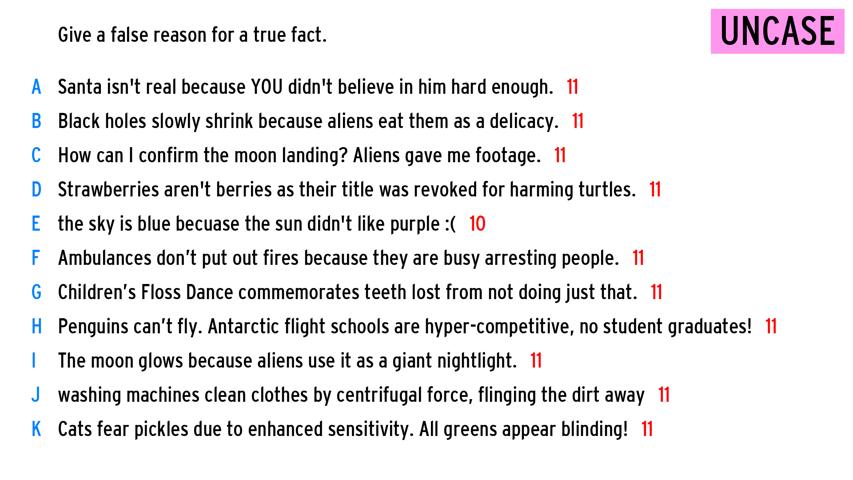 Give a false reason for a true fact.
UNCASE
A Santa isn't real because YOU didn't believe in him hard enough. 11
B Black holes slowly shrink because aliens eat them as a delicacy. 11
C How can I confirm the moon landing? Aliens gave me footage. 11
D Strawberries aren't berries as their title was revoked for harming turtles. 11
E the sky is blue becuase the sun didn't like purple :( 10
F Ambulances don’t put out fires because they are busy arresting people. 11
G Children’s Floss Dance commemorates teeth lost from not doing just that. 11
H Penguins can’t fly. Antarctic flight schools are hyper-competitive, no student graduates! 11
I The moon glows because aliens use it as a giant nightlight. 11
J washing machines clean clothes by centrifugal force, flinging the dirt away 11
K Cats fear pickles due to enhanced sensitivity. All greens appear blinding! 11